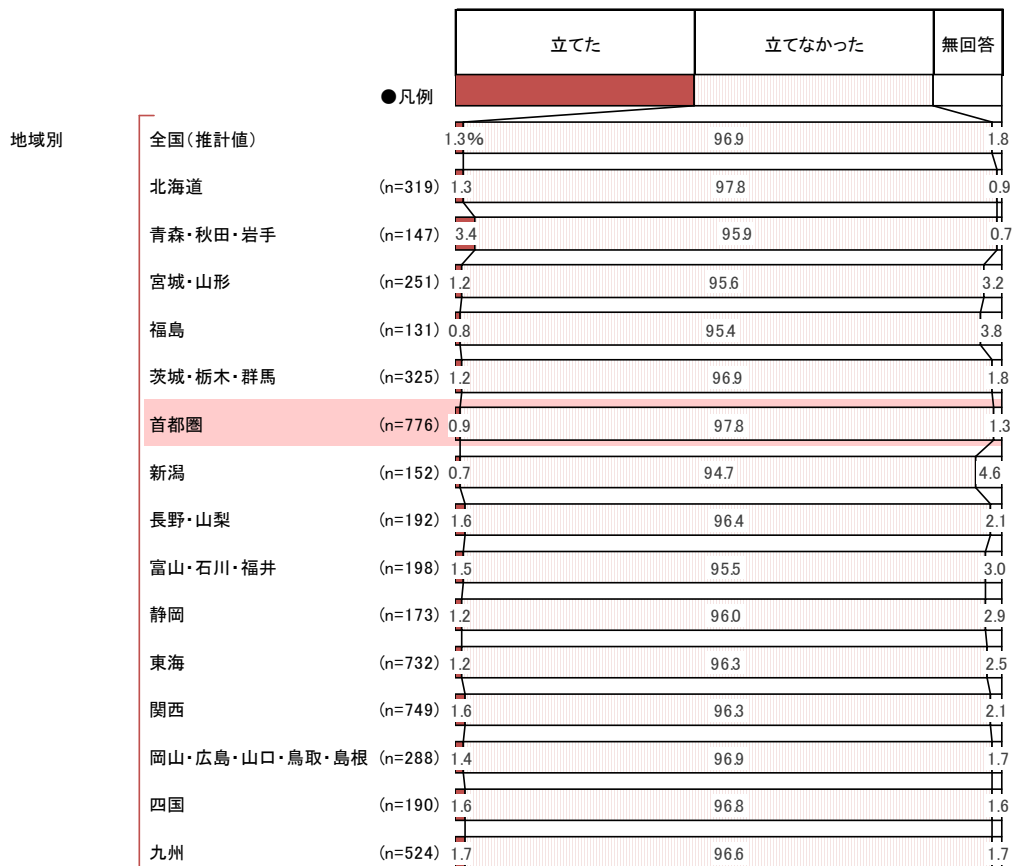 立てた 立てなかった 無回答
●凡例
地域別 全国(推計値) 1.3% 96.9 1.8
北海道 (n=319) 1.3 97.8 0.9
青森・秋田・岩手 (n=147) 3.4 95.9 0.7
宮城・山形 (n=251) 1.2 95.6 3.2
福島 (n=131) 0.8 95.4 3.8
茨城・栃木・群馬 (n=325) 1.2 96.9 1.8
首都圏 (n=776) 0.9 97.8 1.3
新潟 (n=152) 0.7 94.7 4.6
長野・山梨 (n=192) 1.6 96.4 2.1
富山・石川・福井 (n=198) 1.5 95.5 3.0
静岡 (n=173) 1.2 96.0 2.9
東海 (n=732) 1.2 96.3 2.5
関西 (n=749) 1.6 96.3 2.1
岡山・広島・山口・鳥取・島根 (n=288) 1.4 96.9 1.7
四国 (n=190) 1.6 96.8 1.6
九州 (n=524) 1.7 96.6 1.7